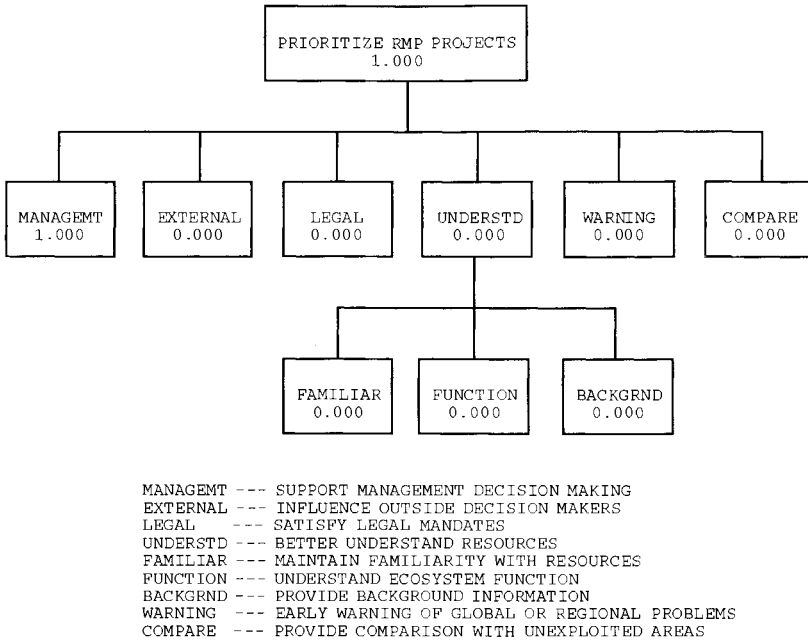 PRIORITIZE RMP PROJECTS
1.000
MANAGEMT
1.000
EXTERNAL
0.000
LEGAL
0.000
UNDERSTD
0.000
WARNING
0.000
COMPARE
0.000
FAMILIAR
0.000
FUNCTION
0.000
BACKGRND
0.000
MANAGEMT --- SUPPORT MANAGEMENT DECISION MAKING
EXTERNAL --- INFLUENCE OUTSIDE DECISION MAKERS
LEGAL --- SATISFY LEGAL MANDATES
UNDERSTD --- BETTER UNDERSTAND RESOURCES
FAMILIAR --- MAINTAIN FAMILIARITY WITH RESOURCES
FUNCTION --- UNDERSTAND ECOSYSTEM FUNCTION
BACKGRND --- PROVIDE BACKGROUND INFORMATION
WARNING --- EARLY WARNING OF GLOBAL OR REGIONAL PROBLEMS
COMPARE --- PROVIDE COMPARISON WITH UNEXPLOITED AREAS